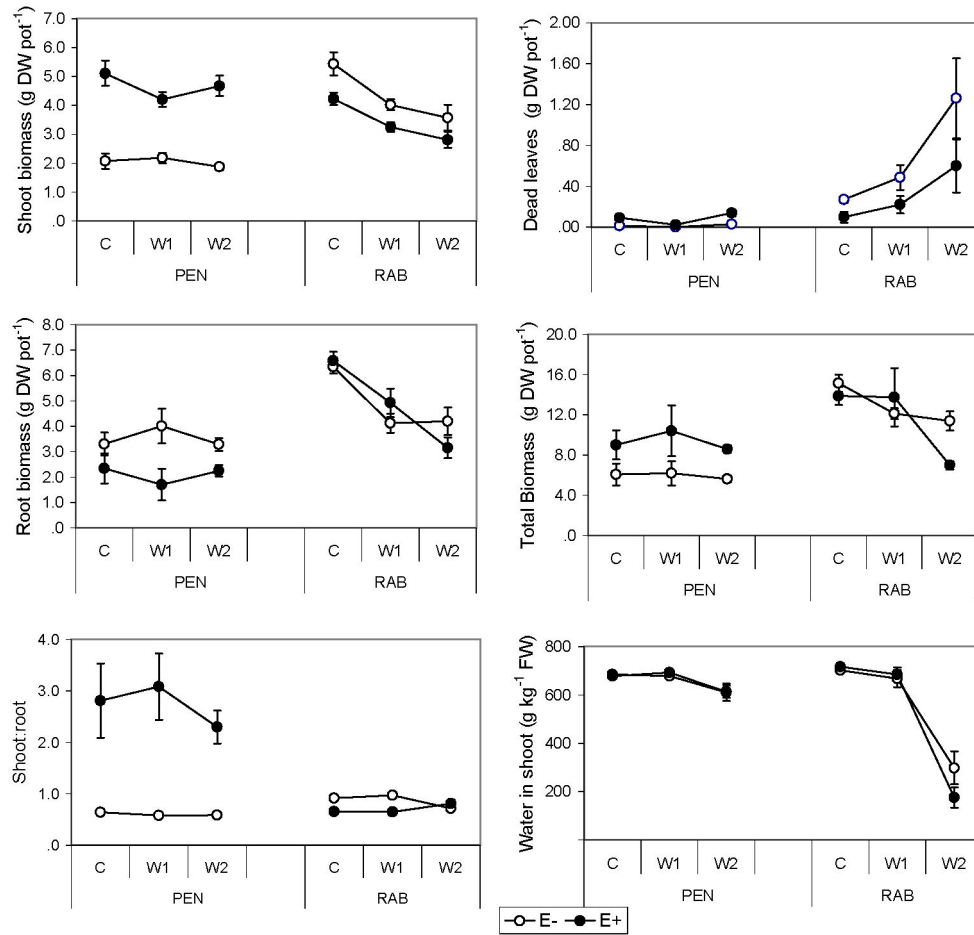 Shoot biomass (g DW pot-1)
7.0
6.0
5.0
4.0
3.0
2.0
1.0
.0
C W1 W2 C W1 W2
PEN RAB
Dead leaves (g DW pot-1)
2.00
1.60
1.20
.80
.40
.00
C W1 W2 C W1 W2
PEN RAB
Root biomass (g DW pot-1)
8.0
7.0
6.0
5.0
4.0
3.0
2.0
1.0
.0
C W1 W2 C W1 W2
PEN RAB
Total Biomass (g DW pot-1)
20.0
16.0
12.0
8.0
4.0
.0
C W1 W2 C W1 W2
PEN RAB
Shoot:root
4.0
3.0
2.0
1.0
.0
C W1 W2 C W1 W2
PEN RAB
Water in shoot (g kg-1 FW)
800
600
400
200
C W1 W2 C W1 W2
PEN RAB
E- E+